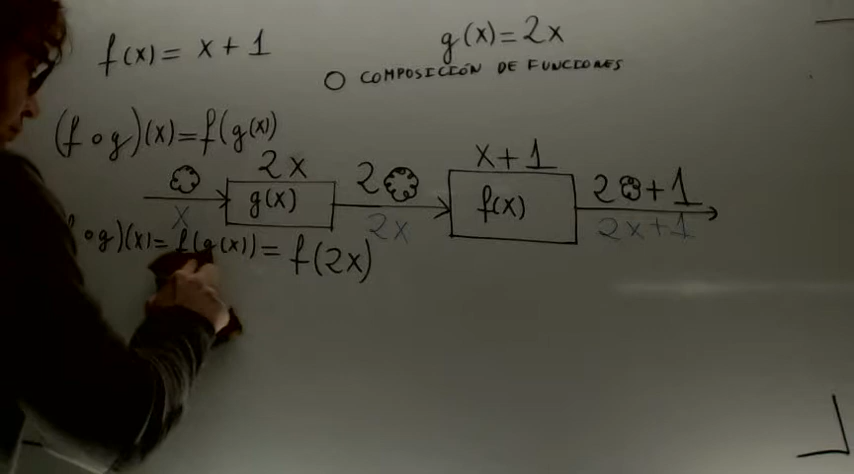 f(x) = x + 1
g(x) = 2x
O COMPOSICIÓN DE FUNCIONES
(f o g)(x) = f(g(x)
2x
x + 1
2
2 + 1
g(x)
f(x)
x
2x
2x + 1
o g)(x) = f(g(x)) = f(2x)